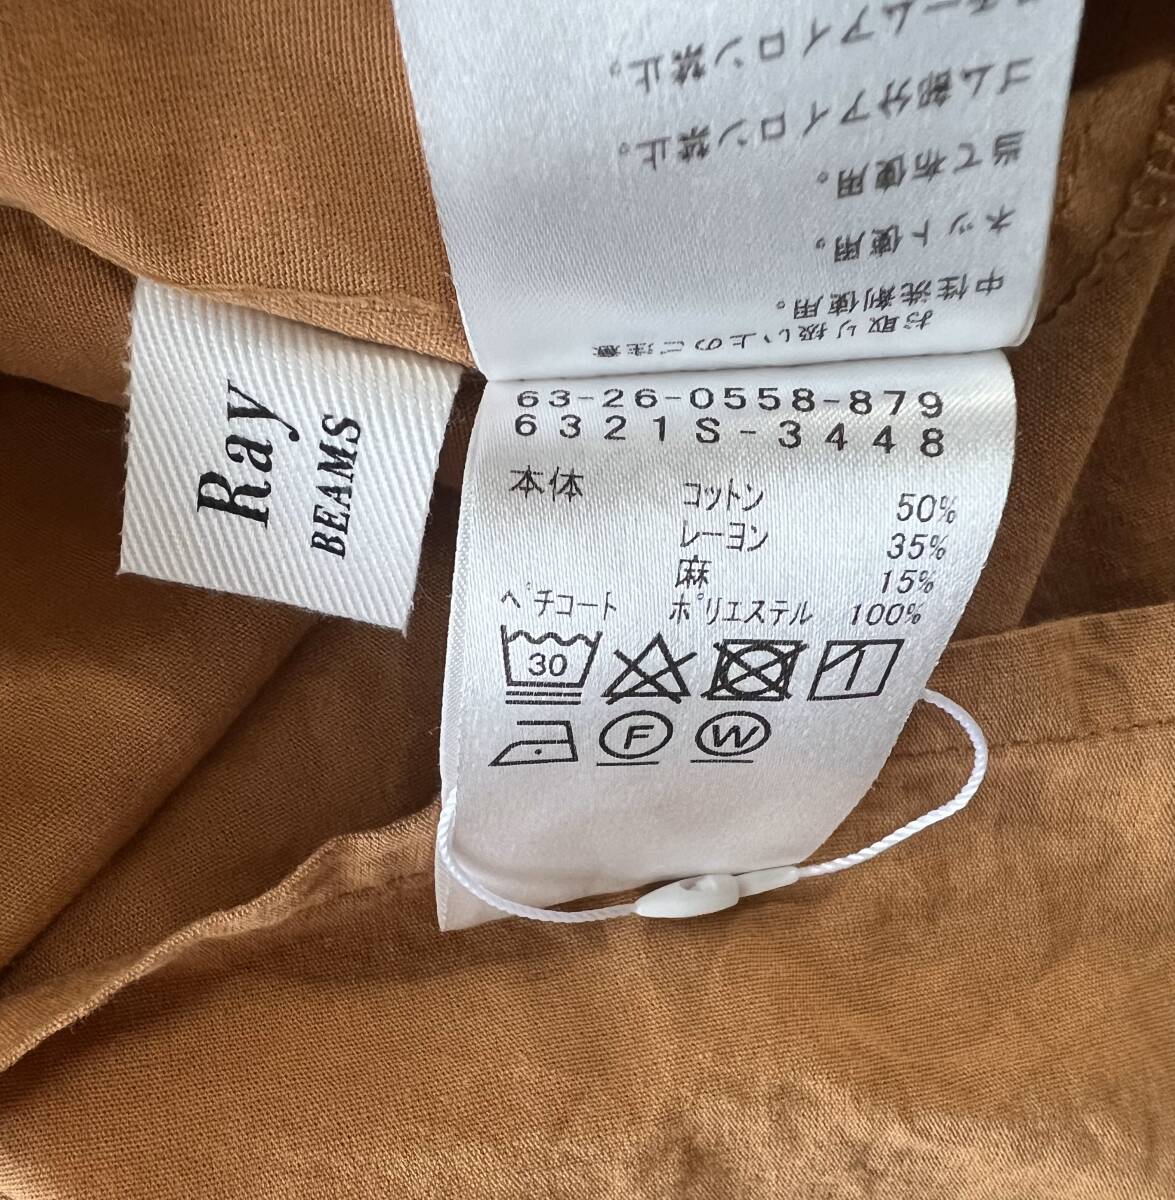 スチームアイロン禁止。
ゴム部分アイロン禁止。
当て布使用。
ネット使用。
中性洗剤使用。
お取り扱い上のご注意
Ray
BEAMS
63-26-0558-879
6321S-3448
本体 コットン 50%
レーヨン 35%
麻 15%
ペチコート ポリエステル 100%
30
F W